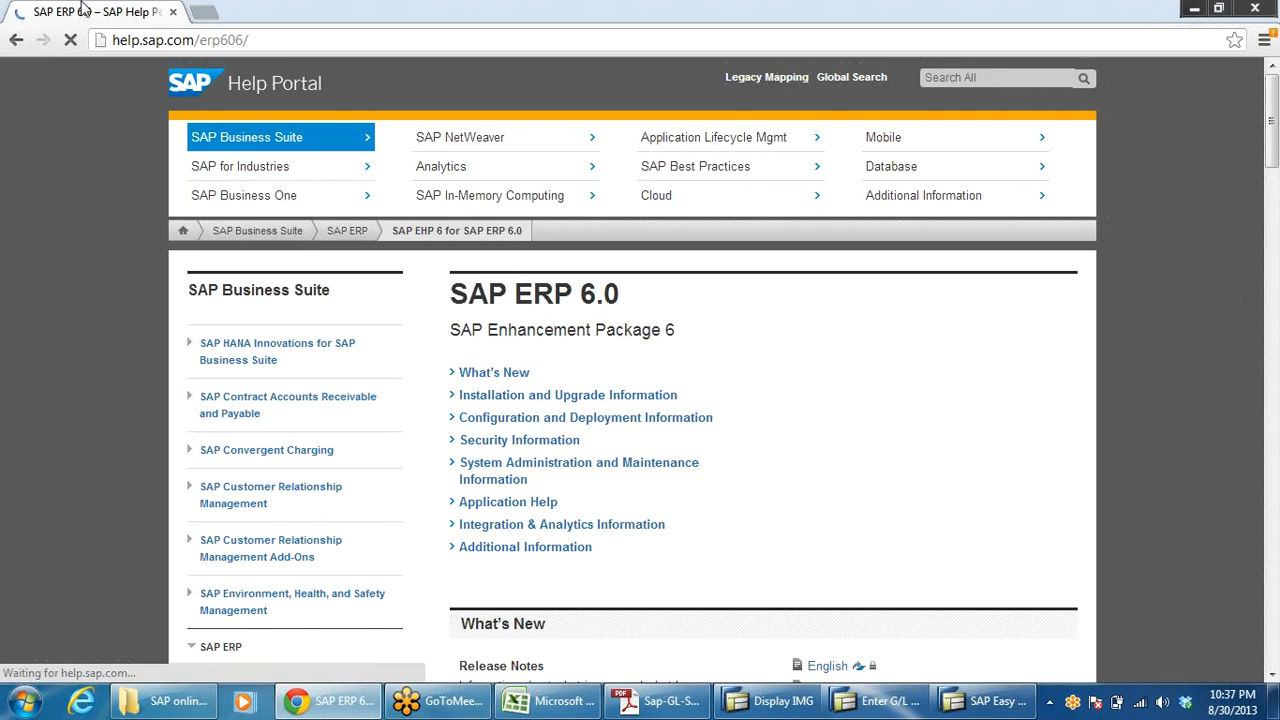 SAP ERP – SAP Help Po
help.sap.com/erp606/
SAP Help Portal
Legacy Mapping Global Search Search All
SAP Business Suite
SAP NetWeaver
Application Lifecycle Mgmt
Mobile
SAP for Industries
Analytics
SAP Best Practices
Database
SAP Business One
SAP In-Memory Computing
Cloud
Additional Information
SAP Business Suite SAP ERP SAP EHP 6 for SAP ERP 6.0
SAP Business Suite
SAP HANA Innovations for SAP
Business Suite
SAP Contract Accounts Receivable
and Payable
SAP Convergent Charging
SAP Customer Relationship
Management
SAP Customer Relationship
Management Add-Ons
SAP Environment, Health, and Safety
Management
SAP ERP
SAP ERP 6.0
SAP Enhancement Package 6
What's New
Installation and Upgrade Information
Configuration and Deployment Information
Security Information
System Administration and Maintenance
Information
Application Help
Integration & Analytics Information
Additional Information
What's New
Release Notes
English
Waiting for help.sap.com...
SAP onlin...
SAP ERP 6...
GoToMee...
Microsoft ...
Sap-GL-S...
Display IMG
Enter G/L ...
SAP Easy ...
10:37 PM
8/30/2013